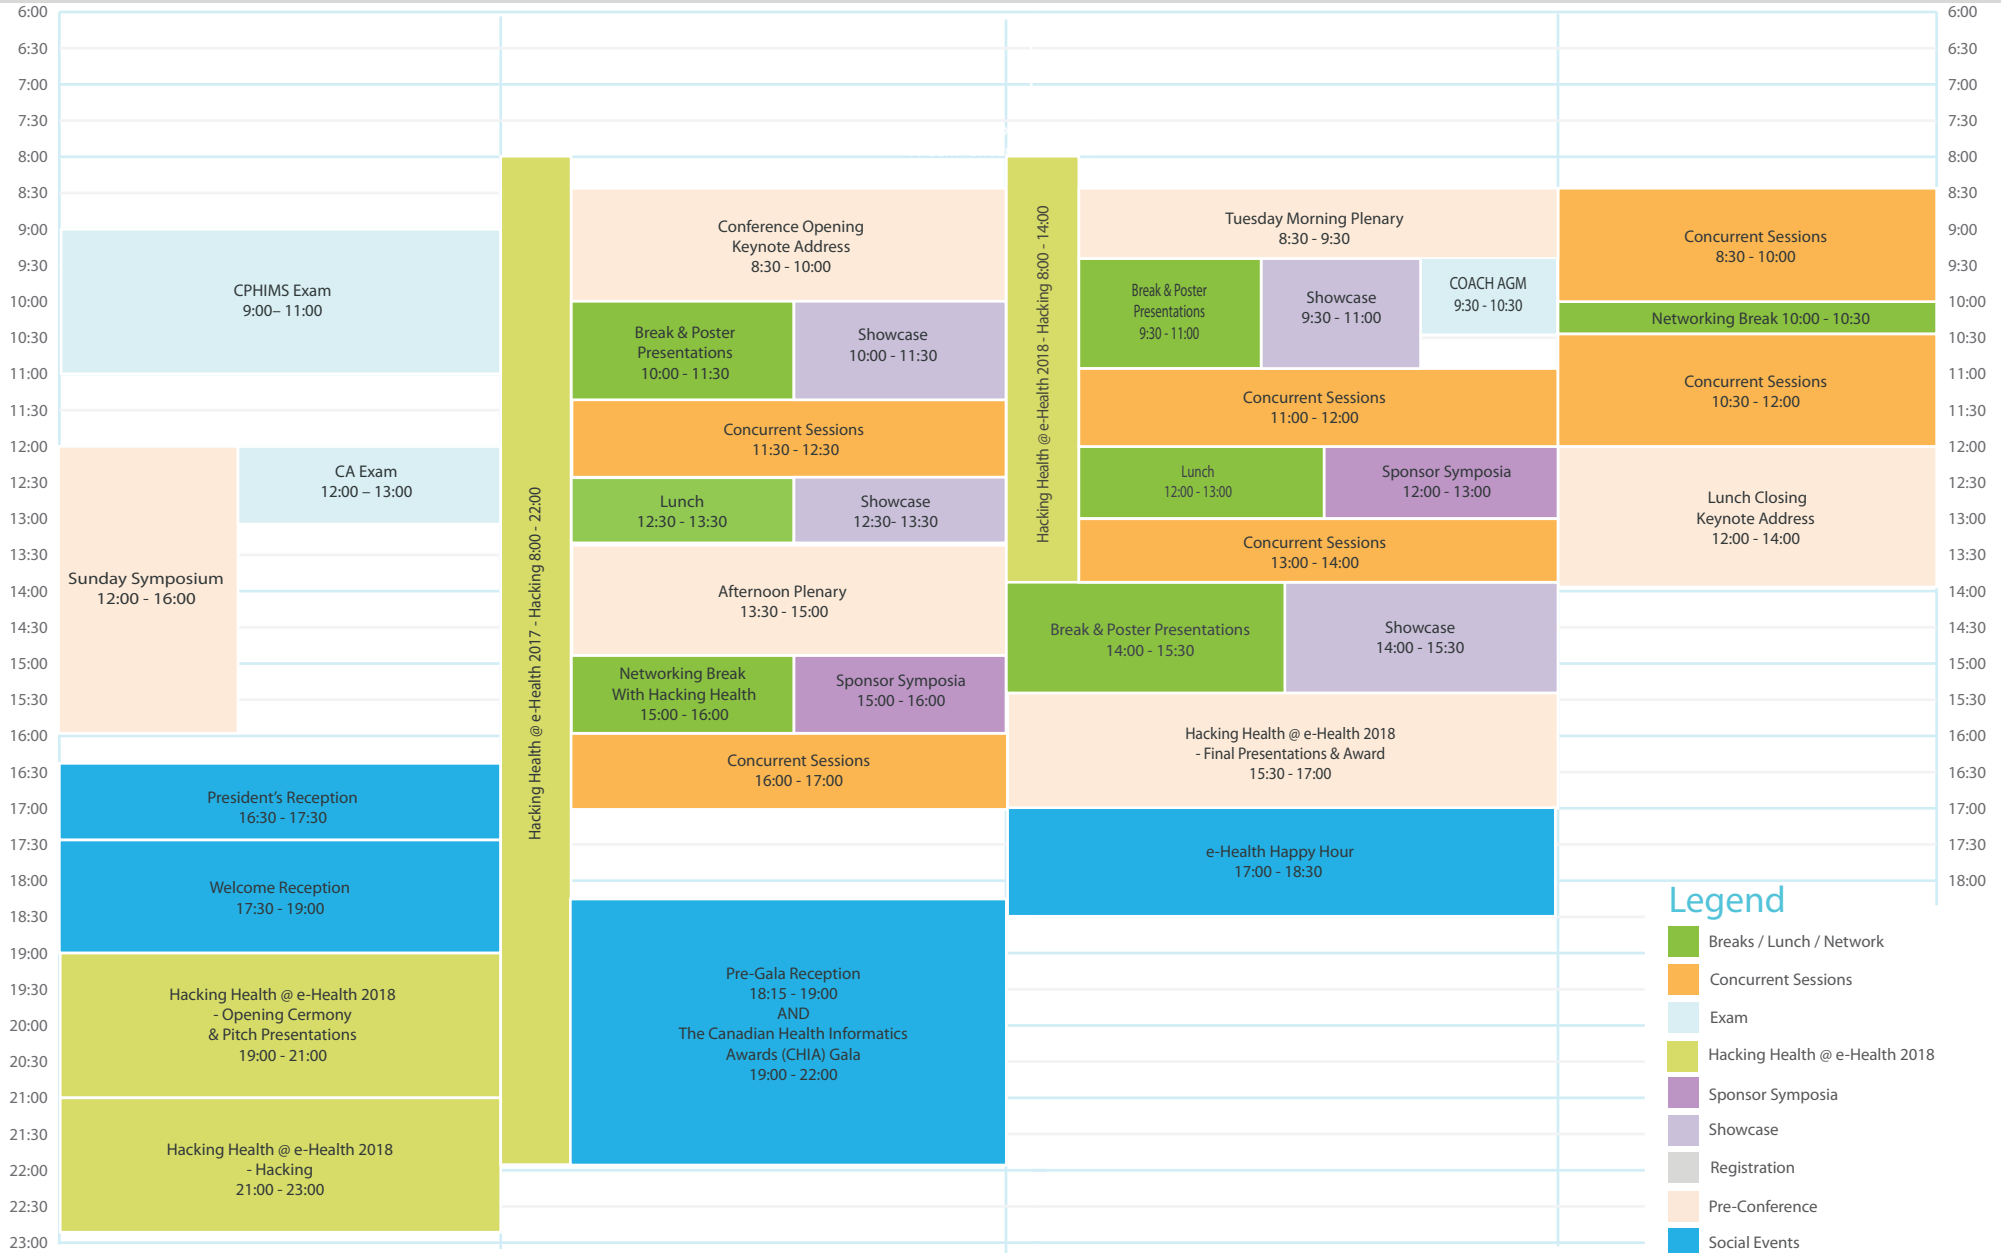 6:00
6:30
7:00
7:30
8:00
8:30
9:00
9:30
10:00
10:30
11:00
11:30
12:00
12:30
13:00
13:30
14:00
14:30
15:00
15:30
16:00
16:30
17:00
17:30
18:00
18:30
19:00
19:30
20:00
20:30
21:00
21:30
22:00
22:30
23:00
CPHIMS Exam
9:00– 11:00
Sunday Symposium
12:00 - 16:00
CA Exam
12:00 – 13:00
President’s Reception
16:30 - 17:30
Welcome Reception
17:30 - 19:00
Hacking Health @ e-Health 2018
- Opening Cermony
& Pitch Presentations
19:00 - 21:00
Hacking Health @ e-Health 2018
- Hacking
21:00 - 23:00
Hacking Health @ e-Health 2017 - Hacking 8:00 - 22:00
Conference Opening
Keynote Address
8:30 - 10:00
Break & Poster
Presentations
10:00 - 11:30
Showcase
10:00 - 11:30
Concurrent Sessions
11:30 - 12:30
Lunch
12:30 - 13:30
Showcase
12:30- 13:30
Afternoon Plenary
13:30 - 15:00
Networking Break
With Hacking Health
15:00 - 16:00
Sponsor Symposia
15:00 - 16:00
Concurrent Sessions
16:00 - 17:00
Pre-Gala Reception
18:15 - 19:00
AND
The Canadian Health Informatics
Awards (CHIA) Gala
19:00 - 22:00
Hacking Health @ e-Health 2018 - Hacking 8:00 - 14:00
Tuesday Morning Plenary
8:30 - 9:30
Break & Poster
Presentations
9:30 - 11:00
Showcase
9:30 - 11:00
COACH AGM
9:30 - 10:30
Concurrent Sessions
11:00 - 12:00
Lunch
12:00 - 13:00
Sponsor Symposia
12:00 - 13:00
Concurrent Sessions
13:00 - 14:00
Break & Poster Presentations
14:00 - 15:30
Showcase
14:00 - 15:30
Hacking Health @ e-Health 2018
- Final Presentations & Award
15:30 - 17:00
e-Health Happy Hour
17:00 - 18:30
Concurrent Sessions
8:30 - 10:00
Networking Break 10:00 - 10:30
Concurrent Sessions
10:30 - 12:00
Lunch Closing
Keynote Address
12:00 - 14:00
6:00
6:30
7:00
7:30
8:00
8:30
9:00
9:30
10:00
10:30
11:00
11:30
12:00
12:30
13:00
13:30
14:00
14:30
15:00
15:30
16:00
16:30
17:00
17:30
18:00
Legend
Breaks / Lunch / Network
Concurrent Sessions
Exam
Hacking Health @ e-Health 2018
Sponsor Symposia
Showcase
Registration
Pre-Conference
Social Events